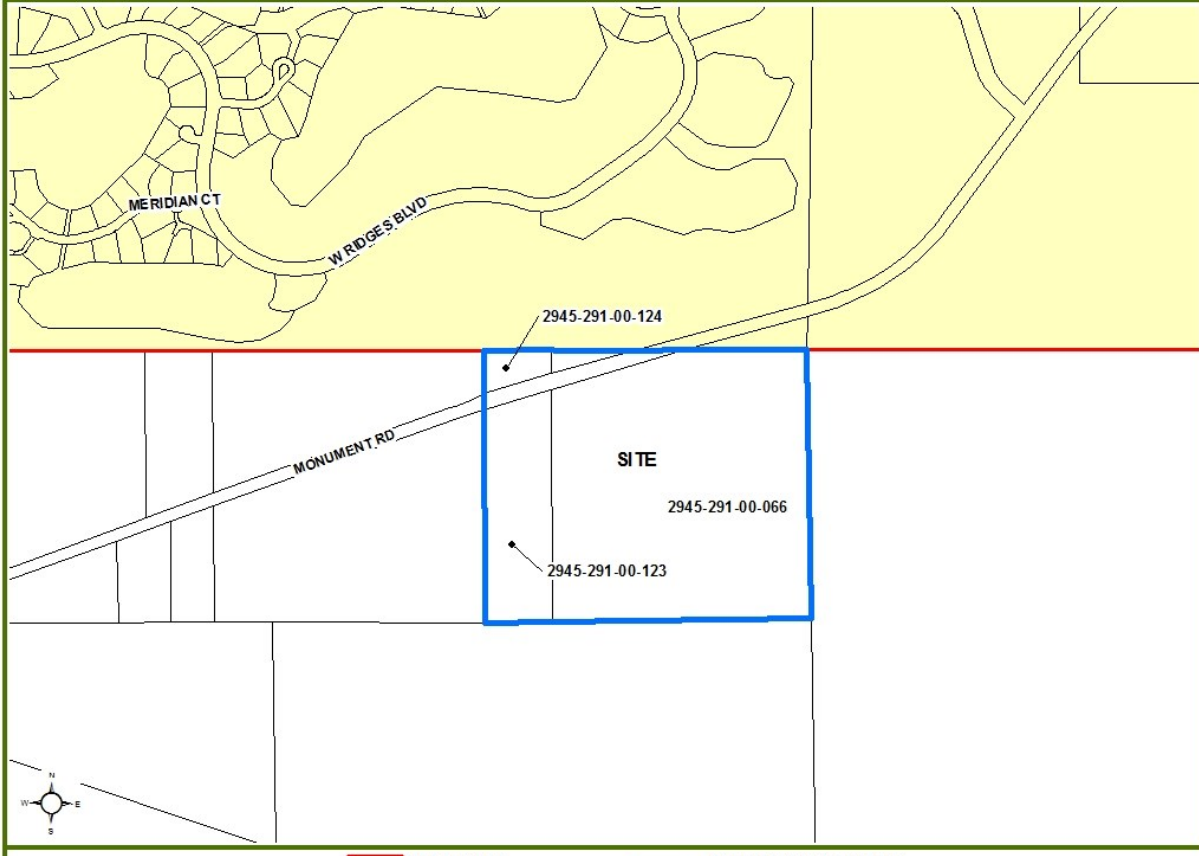 MERIDIAN CT
W RIDGES BLVD
2945-291-00-124
MONUMENT RD
SITE
2945-291-00-066
2945-291-00-123
N
W E
S